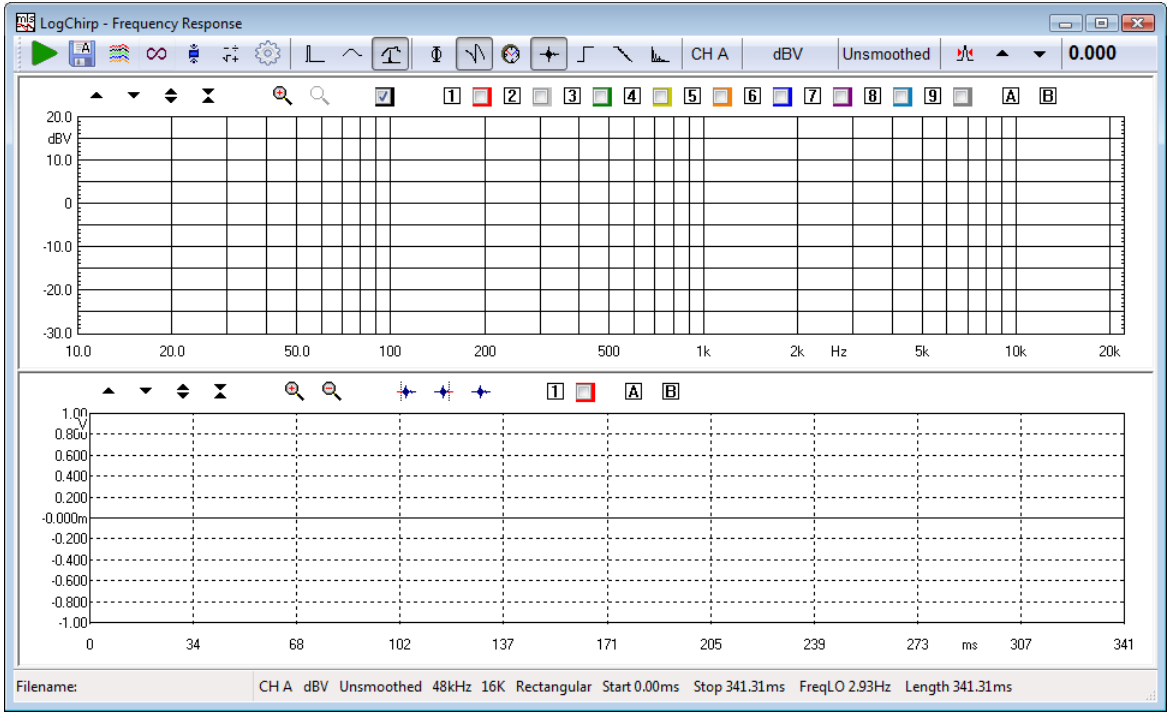 mls LogChirp - Frequency Response
A CH A dBV Unsmoothed 0.000
1 2 3 4 5 6 7 8 9 A B
20.0
dBV
10.0
0
-10.0
-20.0
-30.0
10.0 20.0 50.0 100 200 500 1k 2k Hz 5k 10k 20k
1 A B
1.00
V
0.800
0.600
0.400
0.200
-0.000m
-0.200
-0.400
-0.600
-0.800
-1.00
0 34 68 102 137 171 205 239 273 ms 307 341
Filename: CH A dBV Unsmoothed 48kHz 16K Rectangular Start 0.00ms Stop 341.31ms FreqLO 2.93Hz Length 341.31ms